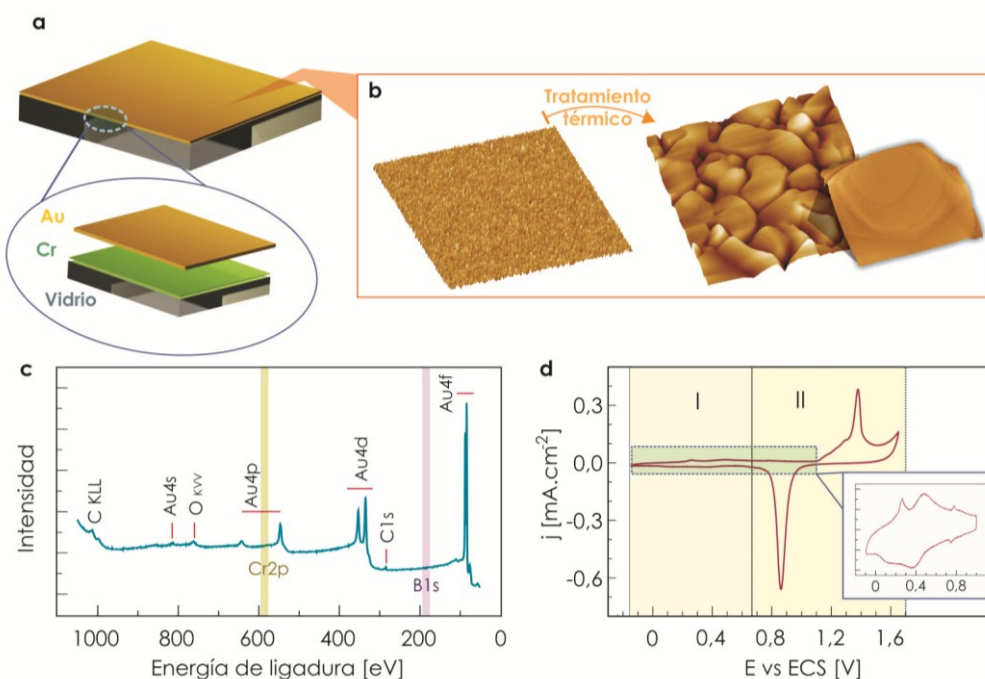 a
Au
Cr
Vidrio
b
Tratamiento
térmico
c
Intensidad
C KLL
Au4s
O KVV
Au4p
Cr2p
Au4d
C1s
B1s
Au4f
1000
800
600
400
200
0
Energía de ligadura [eV]
d
j [mA.cm-2]
0,3
0,0
-0,3
-0,6
I
II
0
0,4
0,8
1,2
1,6
E vs ECS [V]
0
0,4
0,8